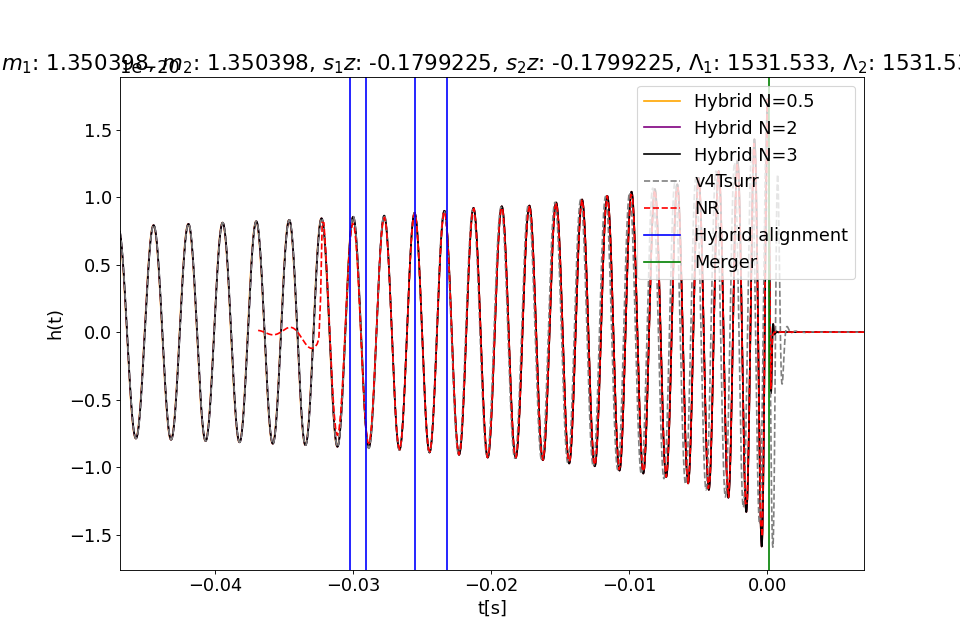 m₁: 1.350398, m₂: 1.350398, s₁z: -0.1799225, s₂z: -0.1799225, Λ₁: 1531.533, Λ₂: 1531.53
1e−20
Hybrid N=0.5
Hybrid N=2
Hybrid N=3
v4Tsurr
NR
Hybrid alignment
Merger
1.5
1.0
0.5
0.0
−0.5
−1.0
−1.5
h(t)
−0.04
−0.03
−0.02
−0.01
0.00
t[s]